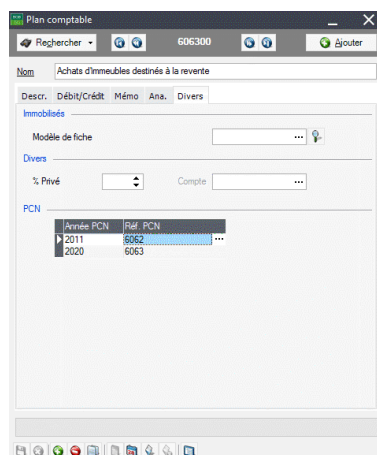 Plan comptable
Rechercher 606300 Ajouter
Nom Achats d'immeubles destinés à la revente
Descr. Débit/Crédit Mémo Ana. Divers
Immobilisés
Modèle de fiche ...
Divers
% Privé Compte ...
PCN
Année PCN Réf. PCN
2011 6062 ...
2020 6063